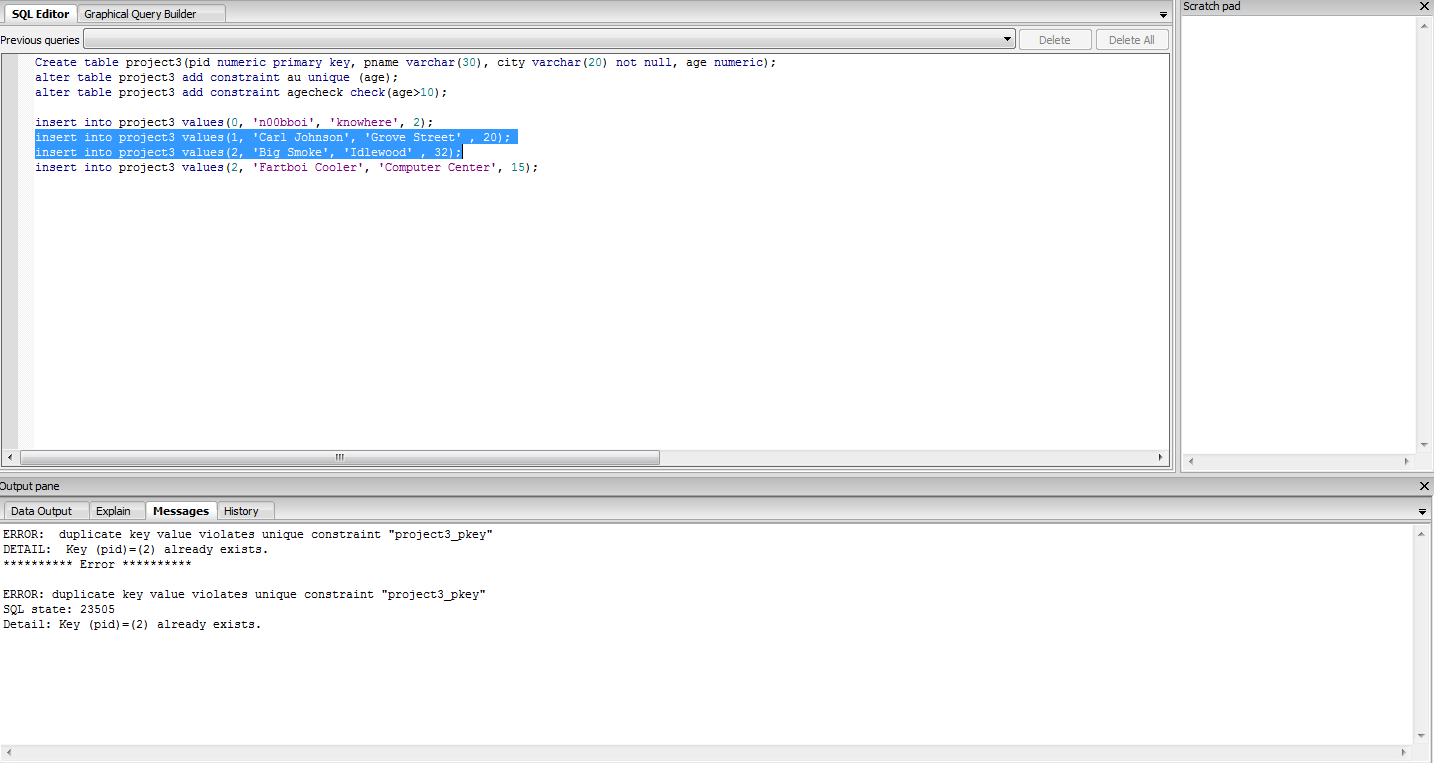 SQL Editor Graphical Query Builder
Scratch pad
Previous queries Delete Delete All
Create table project3(pid numeric primary key, pname varchar(30), city varchar(20) not null, age numeric);
alter table project3 add constraint au unique (age);
alter table project3 add constraint agecheck check(age>10);
insert into project3 values(0, 'n00bboi', 'knowhere', 2);
insert into project3 values(1, 'Carl Johnson', 'Grove Street' , 20);
insert into project3 values(2, 'Big Smoke', 'Idlewood' , 32);
insert into project3 values(2, 'Fartboi Cooler', 'Computer Center', 15);
Output pane
Data Output Explain Messages History
ERROR:  duplicate key value violates unique constraint "project3_pkey"
DETAIL:  Key (pid)=(2) already exists.
********** Error **********
ERROR: duplicate key value violates unique constraint "project3_pkey"
SQL state: 23505
Detail: Key (pid)=(2) already exists.